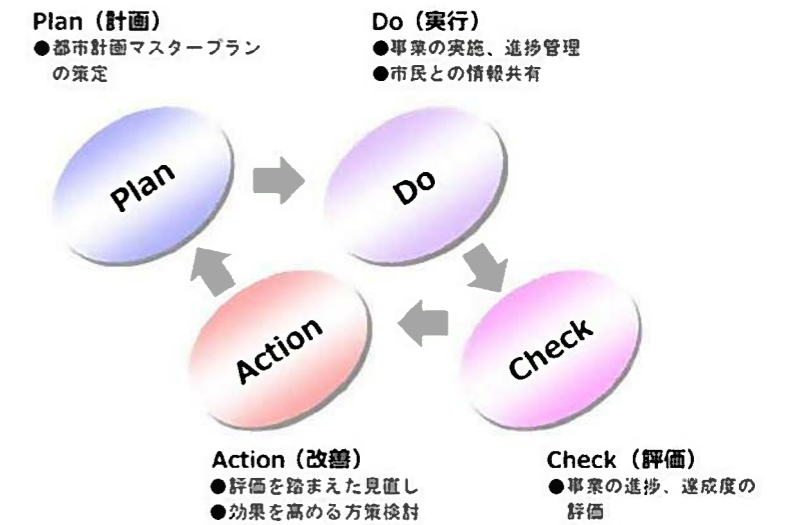 Plan（計画）
●都市計画マスタープラン
の策定
Do（実行）
●事業の実施、進捗管理
●市民との情報共有
Plan
Do
Action
Check
Action（改善）
●評価を踏まえた見直し
●効果を高める方策検討
Check（評価）
●事業の進捗、達成度の
評価